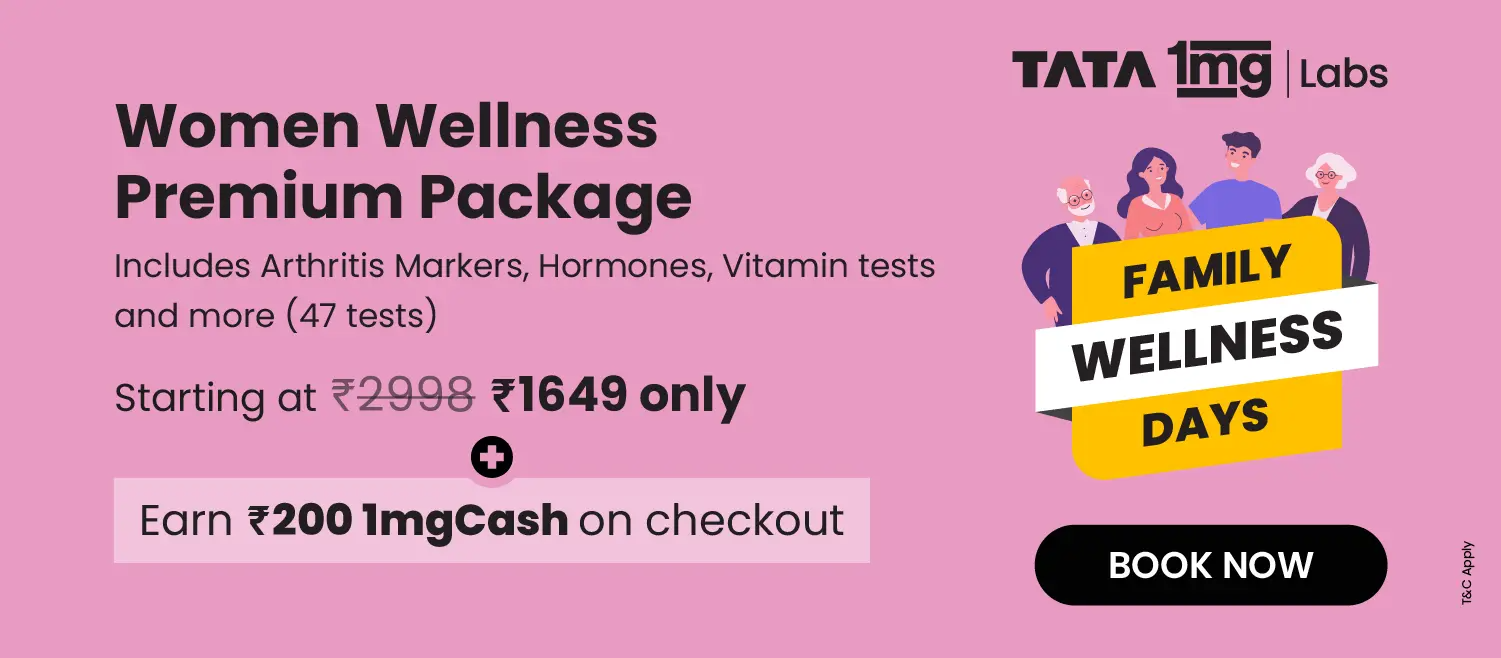 Women Wellness
Premium Package
Includes Arthritis Markers, Hormones, Vitamin tests
and more (47 tests)
Starting at ₹2998 ₹1649 only
Earn ₹200 1mgCash on checkout
TATA 1mg | Labs
FAMILY
WELLNESS
DAYS
BOOK NOW
T&C Apply